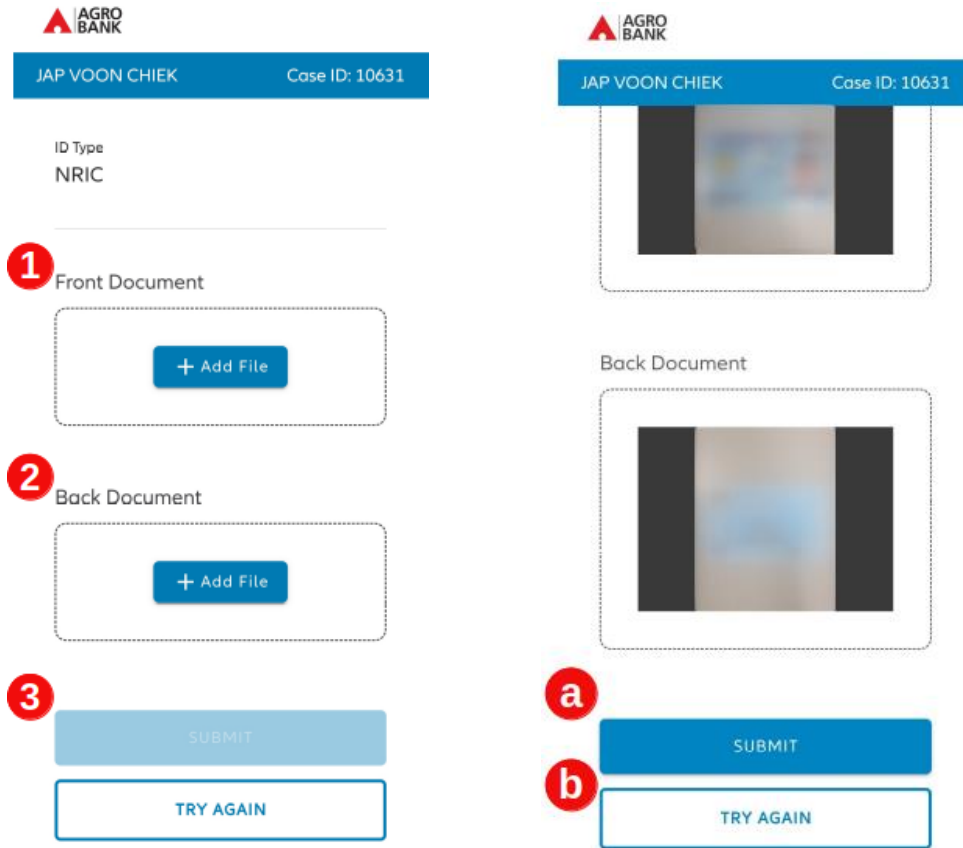 AGRO
BANK
JAP VOON CHIEK Case ID: 10631
ID Type
NRIC
1
Front Document
+ Add File
2
Back Document
+ Add File
3
SUBMIT
TRY AGAIN
AGRO
BANK
JAP VOON CHIEK Case ID: 10631
Back Document
a
SUBMIT
b
TRY AGAIN